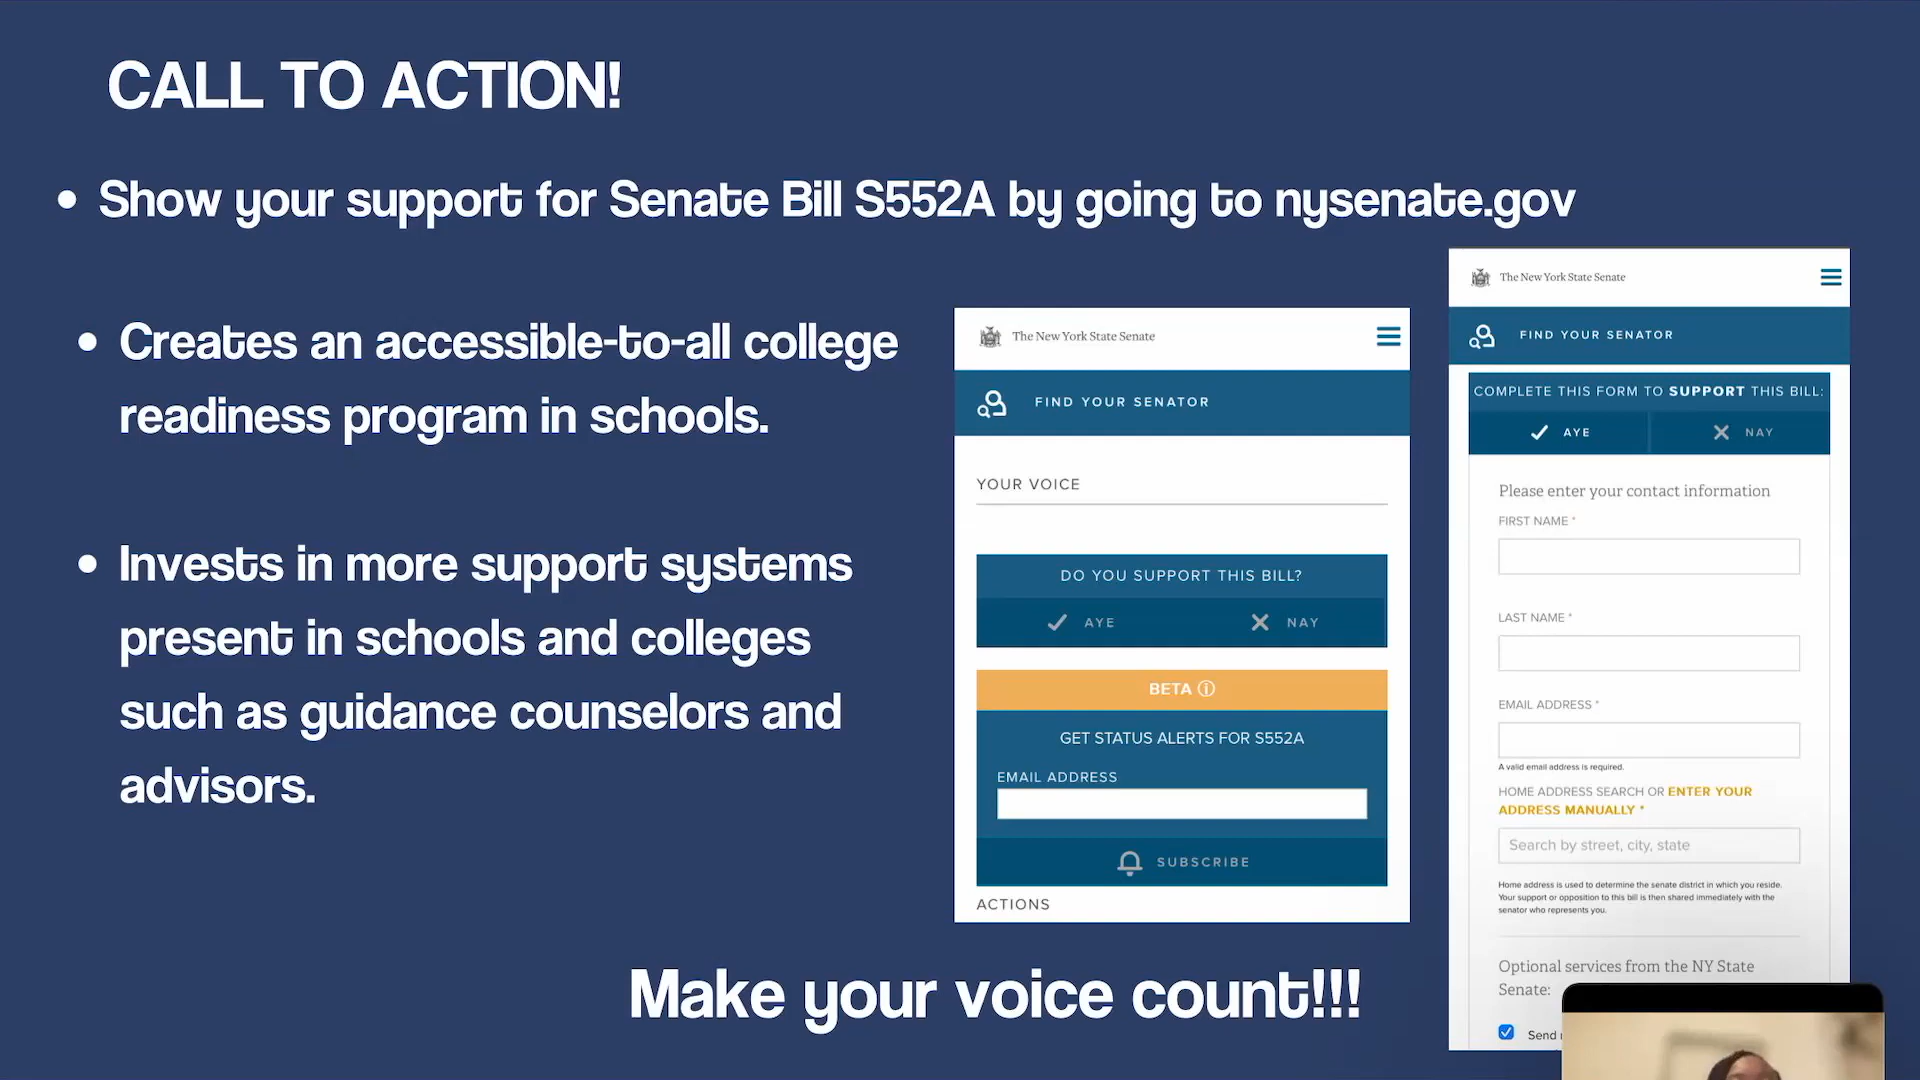 CALL TO ACTION!
Show your support for Senate Bill S552A by going to nysenate.gov
Creates an accessible-to-all college
readiness program in schools.
Invests in more support systems
present in schools and colleges
such as guidance counselors and
advisors.
The New York State Senate
FIND YOUR SENATOR
YOUR VOICE
DO YOU SUPPORT THIS BILL?
AYE NAY
BETA
GET STATUS ALERTS FOR S552A
EMAIL ADDRESS
SUBSCRIBE
ACTIONS
The New York State Senate
FIND YOUR SENATOR
COMPLETE THIS FORM TO SUPPORT THIS BILL:
AYE NAY
Please enter your contact information
FIRST NAME *
LAST NAME *
EMAIL ADDRESS *
A valid email address is required.
HOME ADDRESS SEARCH OR ENTER YOUR
ADDRESS MANUALLY *
Search by street, city, state
Home address is used to determine the senate district in which you reside.
Your support or opposition to this bill is then shared immediately with the
senator who represents you.
Optional services from the NY State
Senate:
Send
Make your voice count!!!